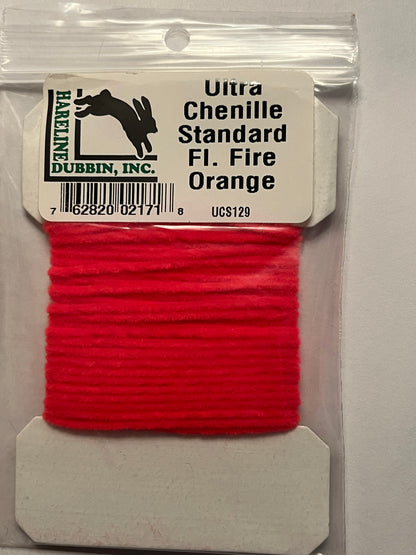 Ultra
Chenille
Standard
Fl. Fire
Orange
HARELINE
DUBBIN, INC.
7 62820 02171 8
UCS129